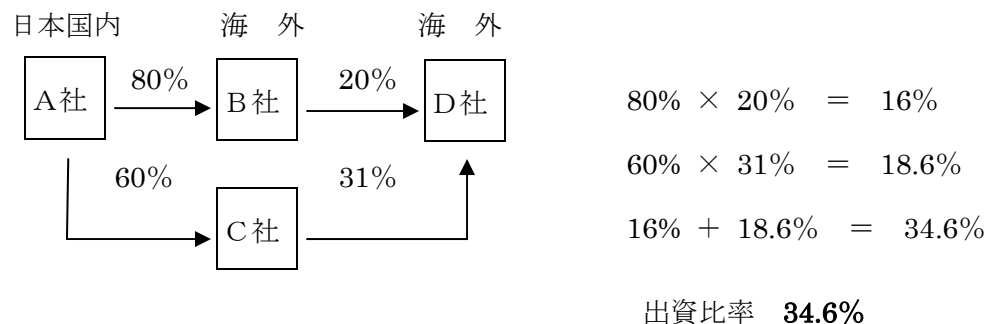 日本国内 海 外 海 外
A社 80% B社 20% D社
60% 31%
C社
80% × 20% = 16%
60% × 31% = 18.6%
16% + 18.6% = 34.6%
出資比率 34.6%